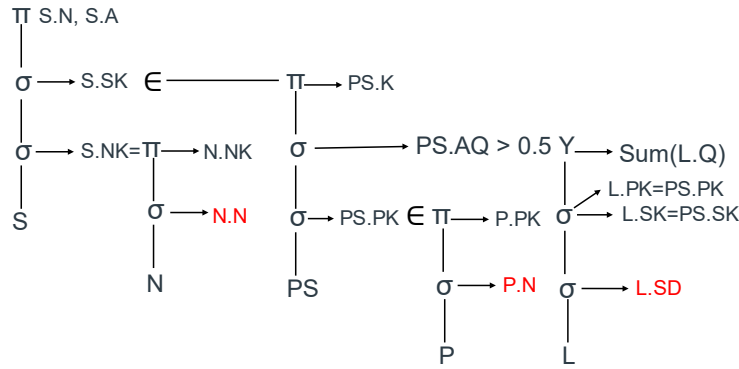 π S.N, S.A
σ S.SK ∈ π PS.K
σ S.NK= π N.NK σ PS.AQ > 0.5 Y Sum(L.Q)
S σ N.N σ PS.PK ∈ π P.PK σ L.PK=PS.PK
L.SK=PS.SK
N PS σ P.N σ L.SD
P L